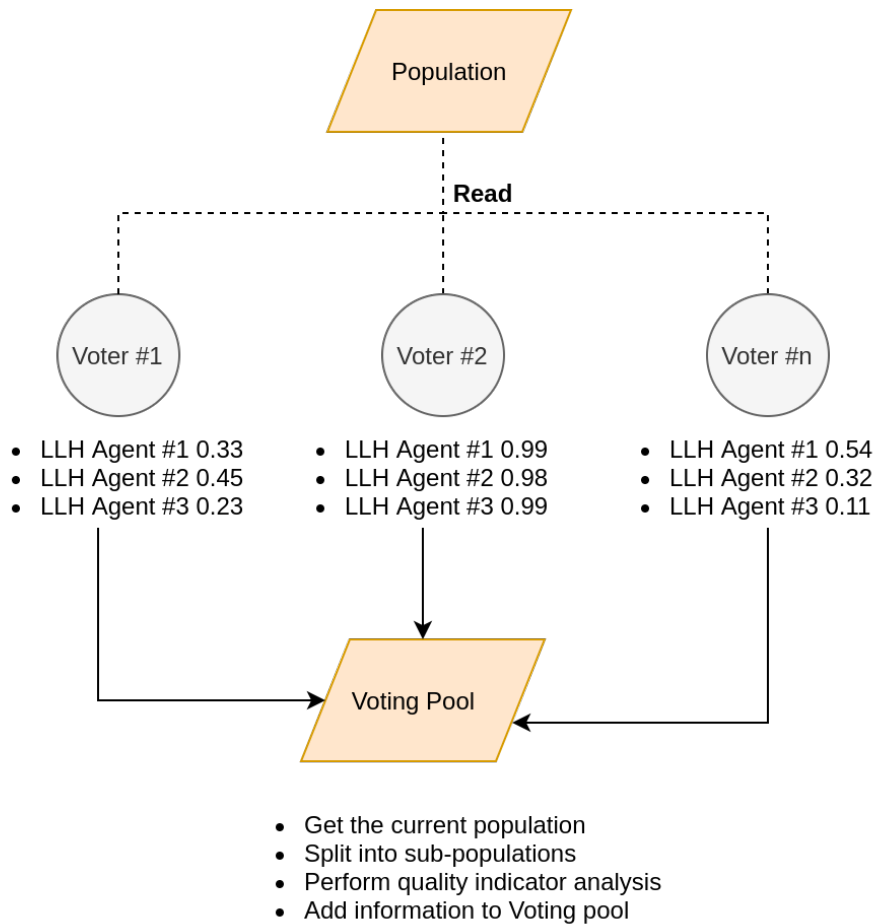 Population
Read
Voter #1
Voter #2
Voter #n
LLH Agent #1 0.33
LLH Agent #2 0.45
LLH Agent #3 0.23
LLH Agent #1 0.99
LLH Agent #2 0.98
LLH Agent #3 0.99
LLH Agent #1 0.54
LLH Agent #2 0.32
LLH Agent #3 0.11
Voting Pool
Get the current population
Split into sub-populations
Perform quality indicator analysis
Add information to Voting pool